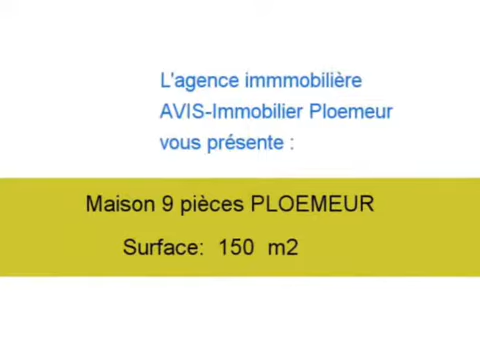 L'agence immmobilière
AVIS-Immobilier Ploemeur
vous présente :
Maison 9 pièces PLOEMEUR
Surface: 150 m2